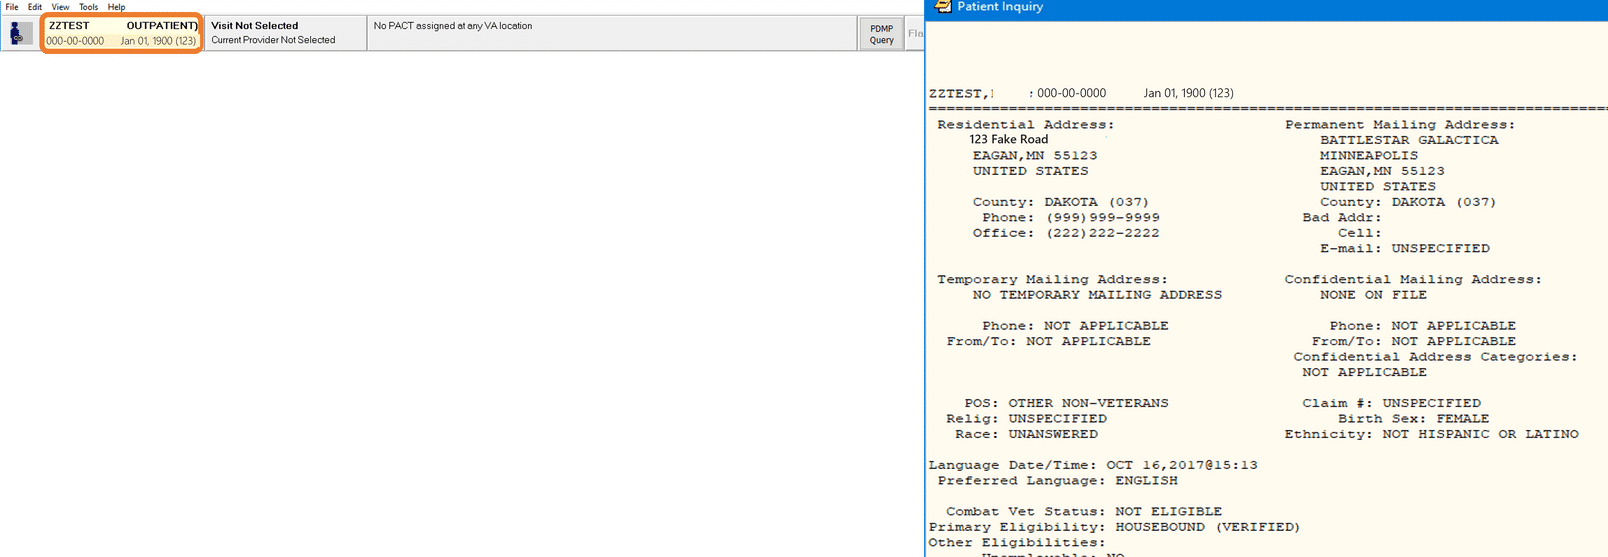 File Edit View Tools Help
ZZTEST OUTPATIENT)
000-00-0000 Jan 01, 1900 (123)
Visit Not Selected
Current Provider Not Selected
No PACT assigned at any VA location
PDMP
Query
Fla
Patient Inquiry
ZZTEST, : 000-00-0000 Jan 01, 1900 (123)
================================================================================
Residential Address: Permanent Mailing Address:
123 Fake Road BATTLESTAR GALACTICA
EAGAN,MN 55123 MINNEAPOLIS
UNITED STATES EAGAN,MN 55123
UNITED STATES
County: DAKOTA (037) County: DAKOTA (037)
Phone: (999)999-9999 Bad Addr:
Office: (222)222-2222 Cell:
E-mail: UNSPECIFIED
Temporary Mailing Address: Confidential Mailing Address:
NO TEMPORARY MAILING ADDRESS NONE ON FILE
Phone: NOT APPLICABLE Phone: NOT APPLICABLE
From/To: NOT APPLICABLE From/To: NOT APPLICABLE
Confidential Address Categories:
NOT APPLICABLE
POS: OTHER NON-VETERANS Claim #: UNSPECIFIED
Relig: UNSPECIFIED Birth Sex: FEMALE
Race: UNANSWERED Ethnicity: NOT HISPANIC OR LATINO
Language Date/Time: OCT 16,2017@15:13
Preferred Language: ENGLISH
Combat Vet Status: NOT ELIGIBLE
Primary Eligibility: HOUSEBOUND (VERIFIED)
Other Eligibilities: